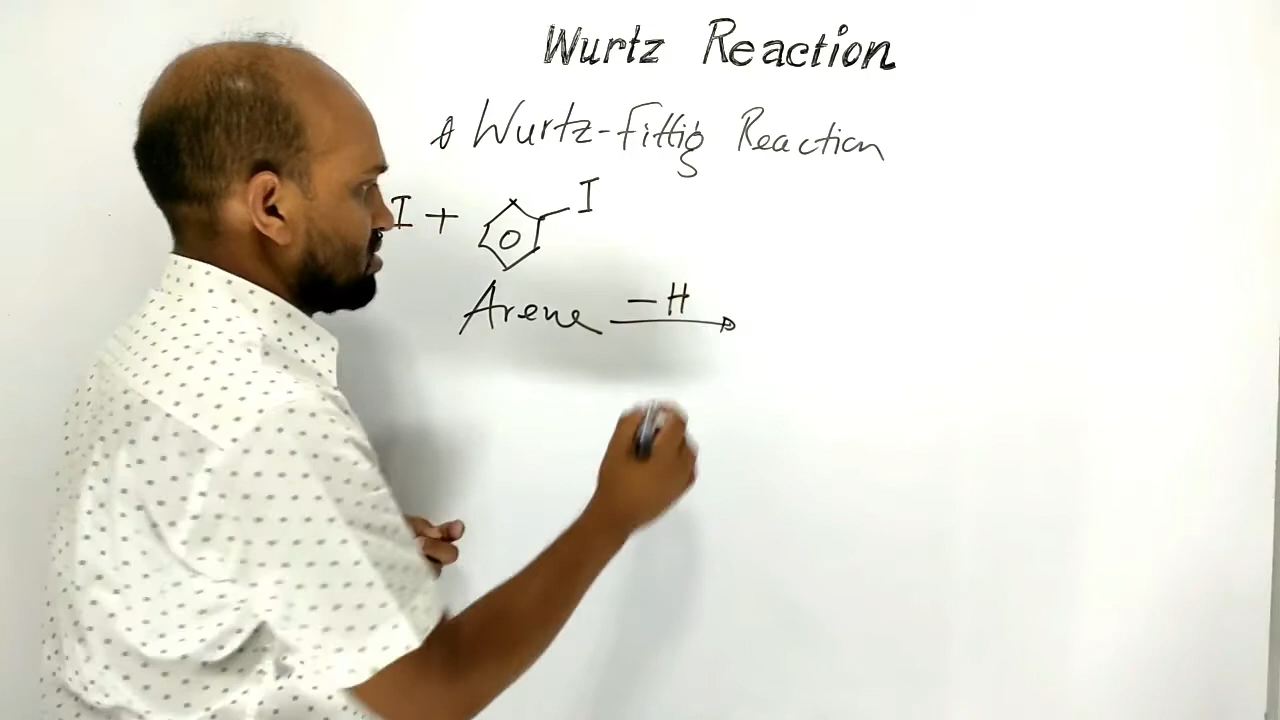 Wurtz Reaction
& Wurtz-Fittig Reaction
I + I
Arene -H